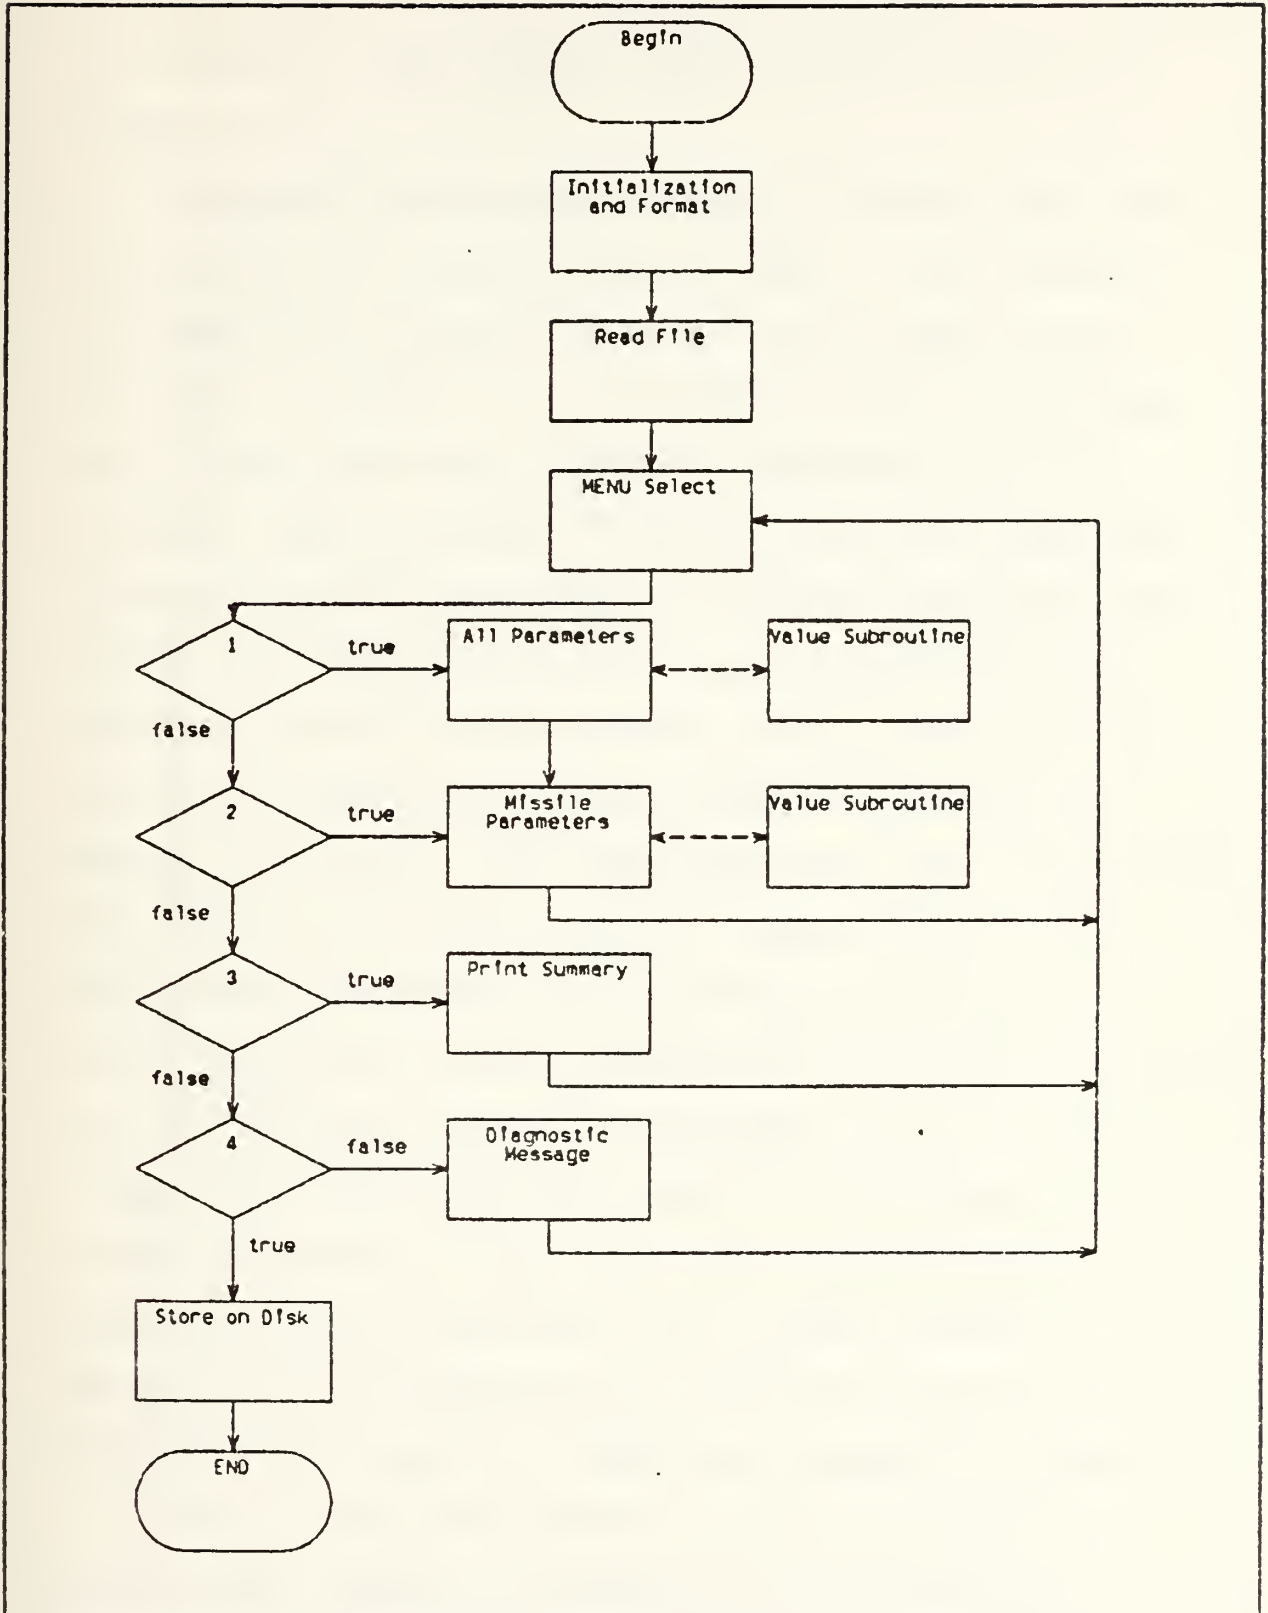 Begin
Initialization
and Format
Read File
MENU Select
1
true
All Parameters
Value Subroutine
false
2
true
Missile
Parameters
Value Subroutine
false
3
true
Print Summary
false
4
false
Diagnostic
Message
true
Store on Disk
END